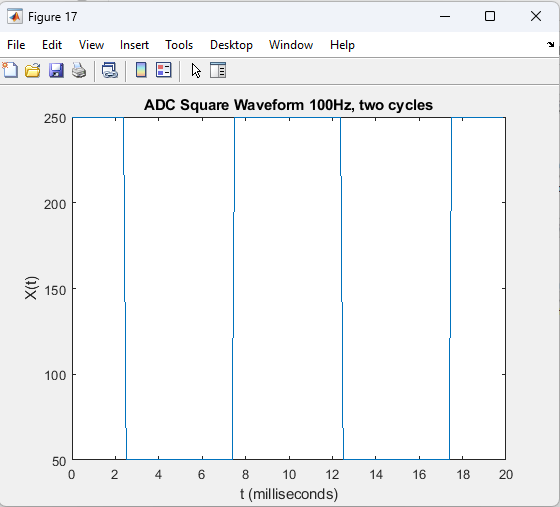 Figure 17
File Edit View Insert Tools Desktop Window Help
ADC Square Waveform 100Hz, two cycles
250
200
150
100
50
X(t)
0 2 4 6 8 10 12 14 16 18 20
t (milliseconds)